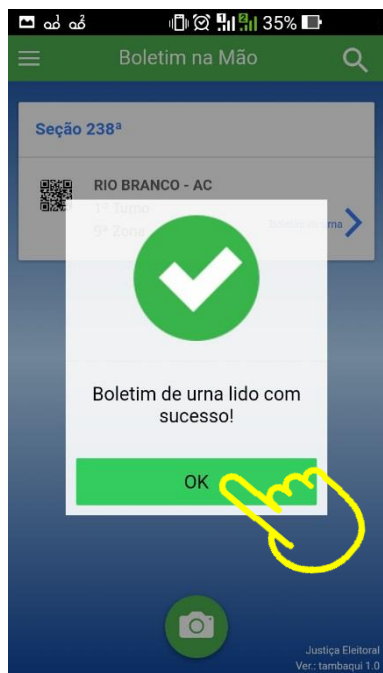 35%
Boletim na Mão
Seção 238ª
RIO BRANCO - AC
1º Turno
9ª Zona
Boletim de urna lido com
sucesso!
OK
Justiça Eleitoral
Ver.: tambaqui 1.0